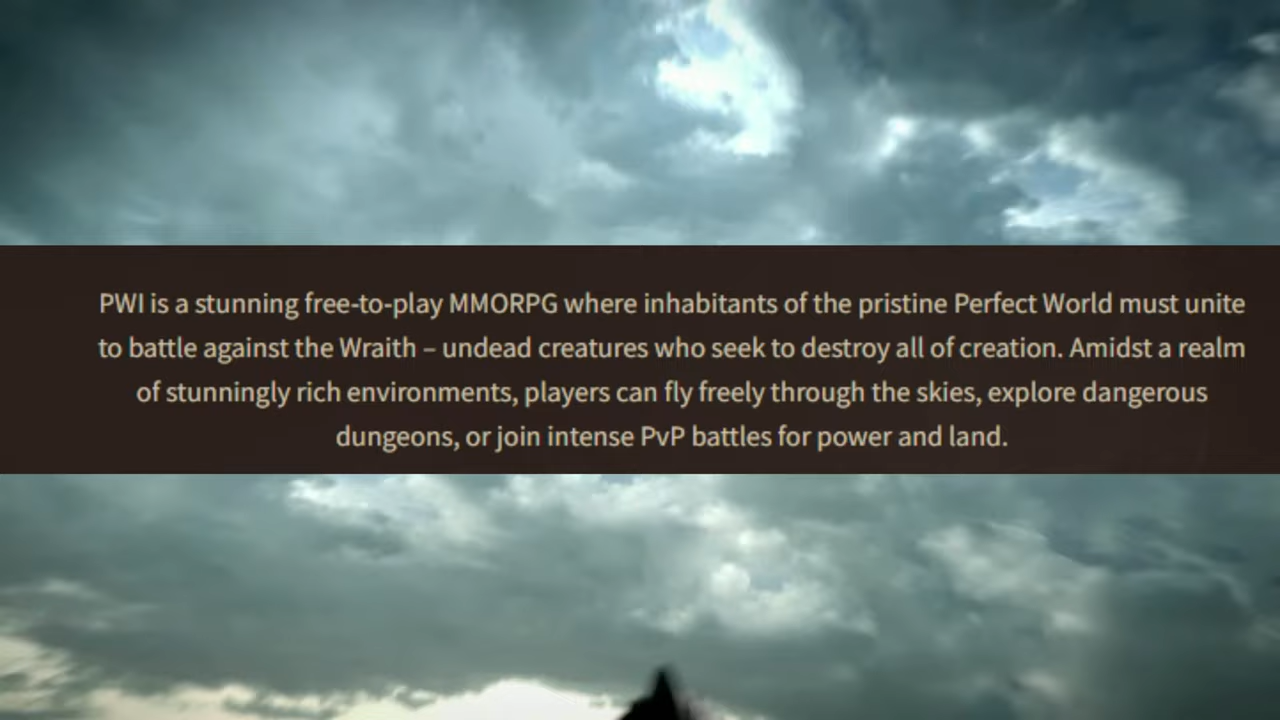 PWI is a stunning free-to-play MMORPG where inhabitants of the pristine Perfect World must unite
to battle against the Wraith – undead creatures who seek to destroy all of creation. Amidst a realm
of stunningly rich environments, players can fly freely through the skies, explore dangerous
dungeons, or join intense PvP battles for power and land.